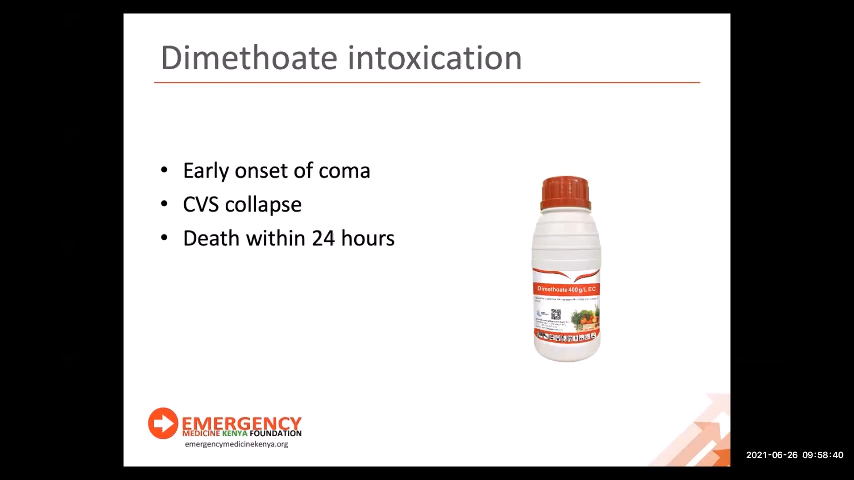 Dimethoate intoxication
• Early onset of coma
• CVS collapse
• Death within 24 hours
Dimethoate 400g/L EC
EMERGENCY
MEDICINE KENYA FOUNDATION
emergencymedicinekenya.org
2021-06-26 09:58:40